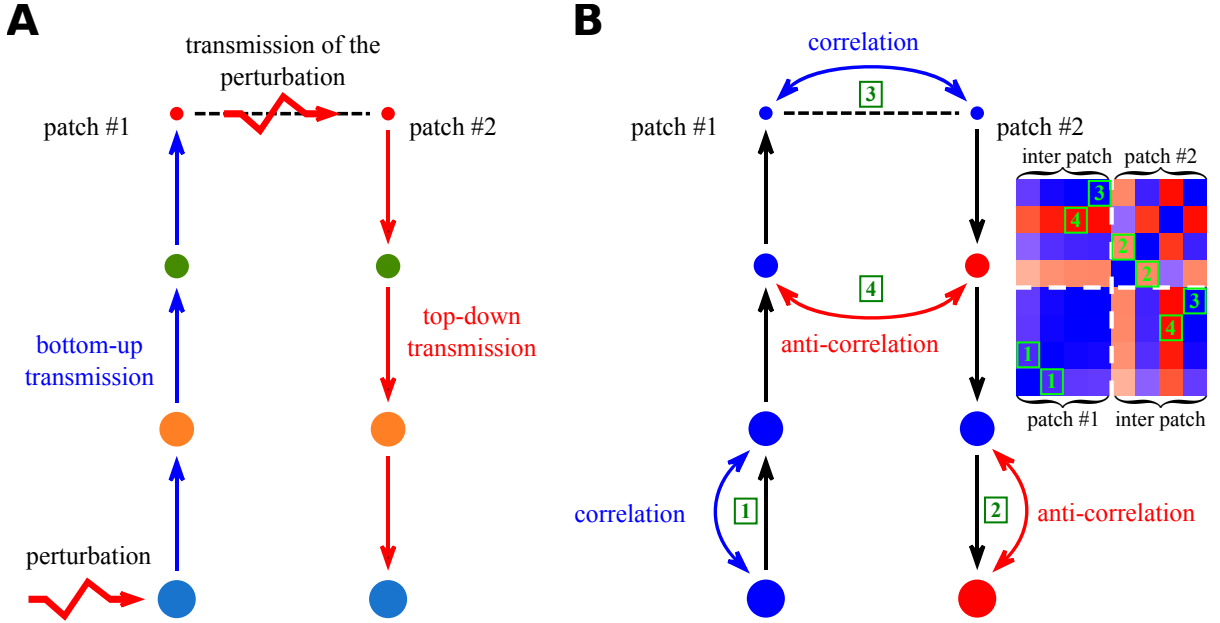 A
transmission of the
perturbation
patch #1
patch #2
bottom-up
transmission
top-down
transmission
perturbation
B
correlation
3
patch #1
patch #2
4
anti-correlation
correlation
1
2
anti-correlation
inter patch
patch #2
3
4
2
2
3
4
1
1
patch #1
inter patch